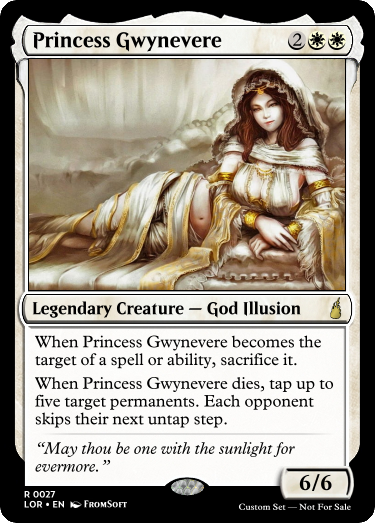 Princess Gwynevere 2
Legendary Creature — God Illusion
When Princess Gwynevere becomes the
target of a spell or ability, sacrifice it.
When Princess Gwynevere dies, tap up to
five target permanents. Each opponent
skips their next untap step.
“May thou be one with the sunlight for
evermore.”
6/6
R 0027
LOR • EN FromSoft
Custom Set — Not For Sale